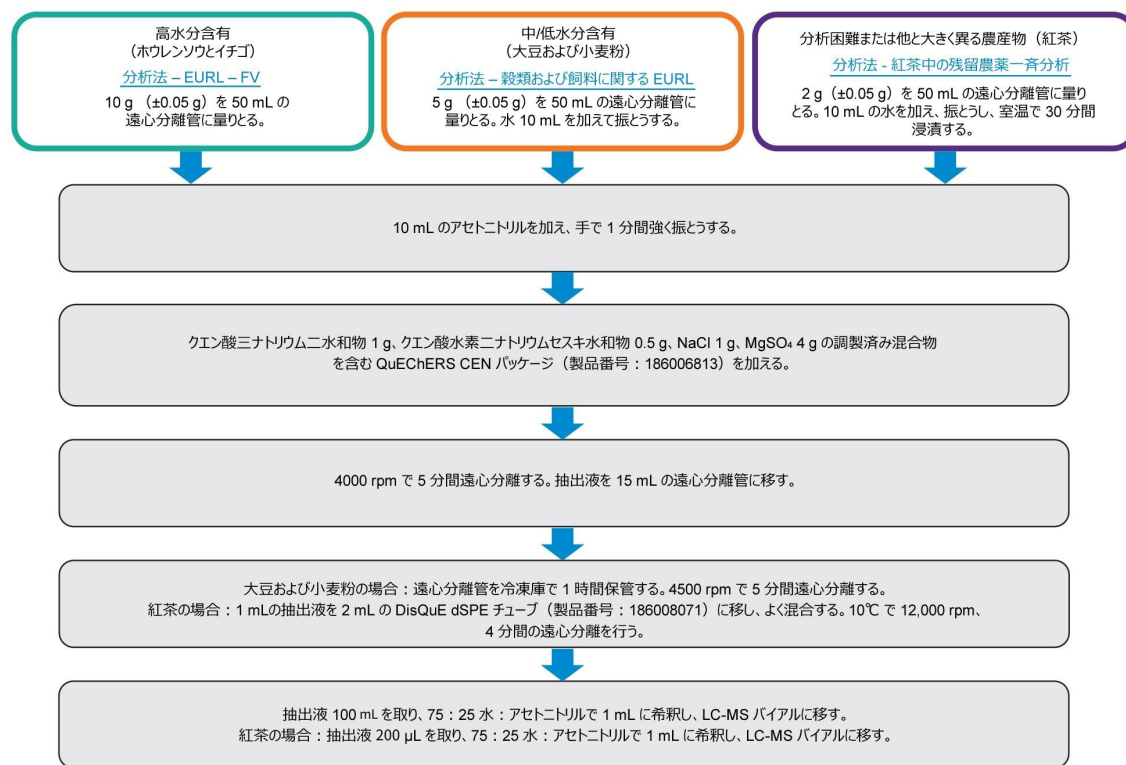 高水分含有
(ホウレンソウとイチゴ)
分析法 – EURL – FV
10 g (±0.05 g) を 50 mL の
遠心分離管に量りとる。
中/低水分含有
(大豆および小麦粉)
分析法 – 穀類および飼料に関する EURL
5 g (±0.05 g) を 50 mL の遠心分離管に
量りとる。水 10 mL を加えて振とうする。
分析困難または他と大きく異る農産物(紅茶)
分析法 - 紅茶中の残留農薬一斉分析
2 g(±0.05 g)を 50 mL の遠心分離管に量り
とる。10 mL の水を加え、振とうし、室温で 30 分間
浸漬する。
10 mL のアセトニトリルを加え、手で 1 分間強く振とうする。
クエン酸三ナトリウム二水和物 1 g、クエン酸水素二ナトリウムセスキ水和物 0.5 g、NaCl 1 g、MgSO₄ 4 g の調製済み混合物
を含む QuEChERS CEN パッケージ(製品番号:186006813)を加える。
4000 rpm で 5 分間遠心分離する。抽出液を 15 mL の遠心分離管に移す。
大豆および小麦粉の場合:遠心分離管を冷凍庫で 1 時間保管する。4500 rpm で 5 分間遠心分離する。
紅茶の場合:1 mLの抽出液を 2 mL の DisQuE dSPE チューブ(製品番号:186008071)に移し、よく混合する。10℃ で 12,000 rpm、
4 分間の遠心分離を行う。
抽出液 100 mL を取り、75:25 水:アセトニトリルで 1 mL に希釈し、LC-MS バイアルに移す。
紅茶の場合:抽出液 200 µL を取り、75:25 水:アセトニトリルで 1 mL に希釈し、LC-MS バイアルに移す。